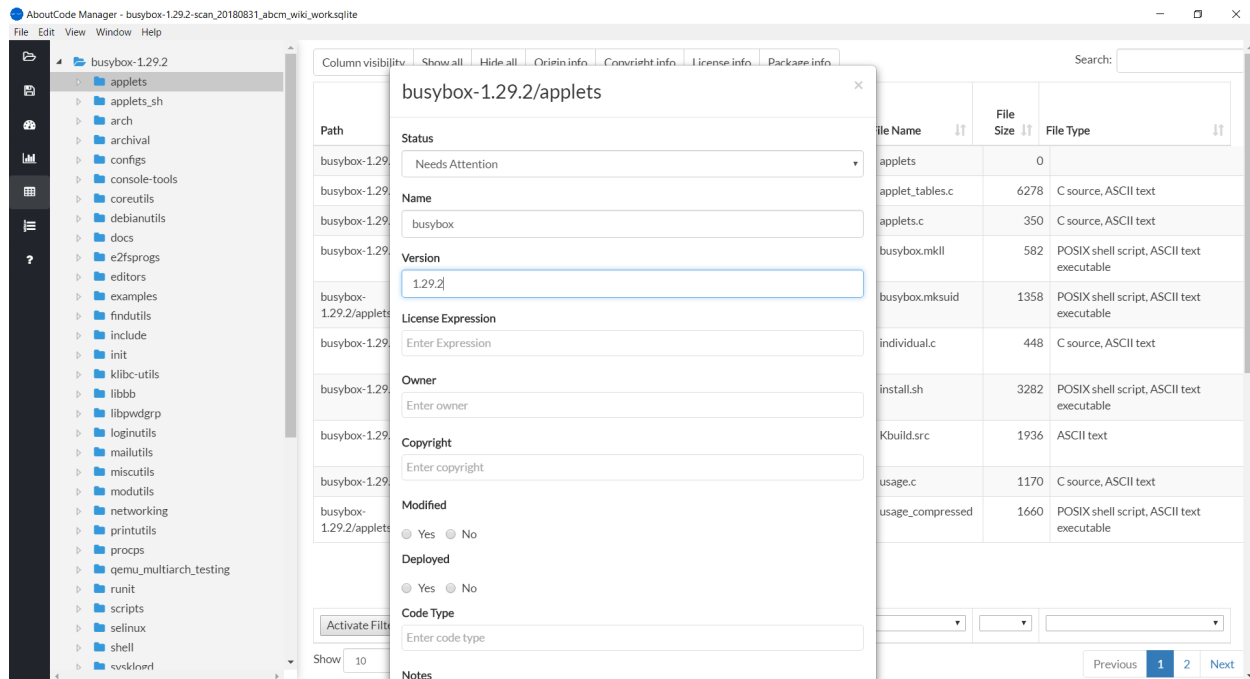 AboutCode Manager - busybox-1.29.2-scan_20180831_abcm_wiki_work.sqlite
File Edit View Window Help
busybox-1.29.2
applets
applets_sh
arch
archival
configs
console-tools
coreutils
debianutils
docs
e2fsprogs
editors
examples
findutils
include
init
klibc-utils
libbb
libpwdgrp
loginutils
mailutils
miscutils
modutils
networking
printutils
procps
qemu_multiarch_testing
runit
scripts
selinux
shell
sysklogd
Column visibility Show all Hide all Origin info Copyright info License info Package info
Search:
Path File Name File Size File Type
busybox-1.29. applets 0
busybox-1.29. applet_tables.c 6278 C source, ASCII text
busybox-1.29. applets.c 350 C source, ASCII text
busybox-1.29. busybox.mkll 582 POSIX shell script, ASCII text
executable
busybox- busybox.mksuid 1358 POSIX shell script, ASCII text
1.29.2/applets executable
busybox-1.29. individual.c 448 C source, ASCII text
busybox-1.29. install.sh 3282 POSIX shell script, ASCII text
executable
busybox-1.29. Kbuild.src 1936 ASCII text
busybox-1.29. usage.c 1170 C source, ASCII text
busybox- usage_compressed 1660 POSIX shell script, ASCII text
1.29.2/applets executable
Activate Filte
Show 10
Previous 1 2 Next
busybox-1.29.2/applets ×
Status
Needs Attention
Name
busybox
Version
1.29.2
License Expression
Enter Expression
Owner
Enter owner
Copyright
Enter copyright
Modified
Yes No
Deployed
Yes No
Code Type
Enter code type
Notes